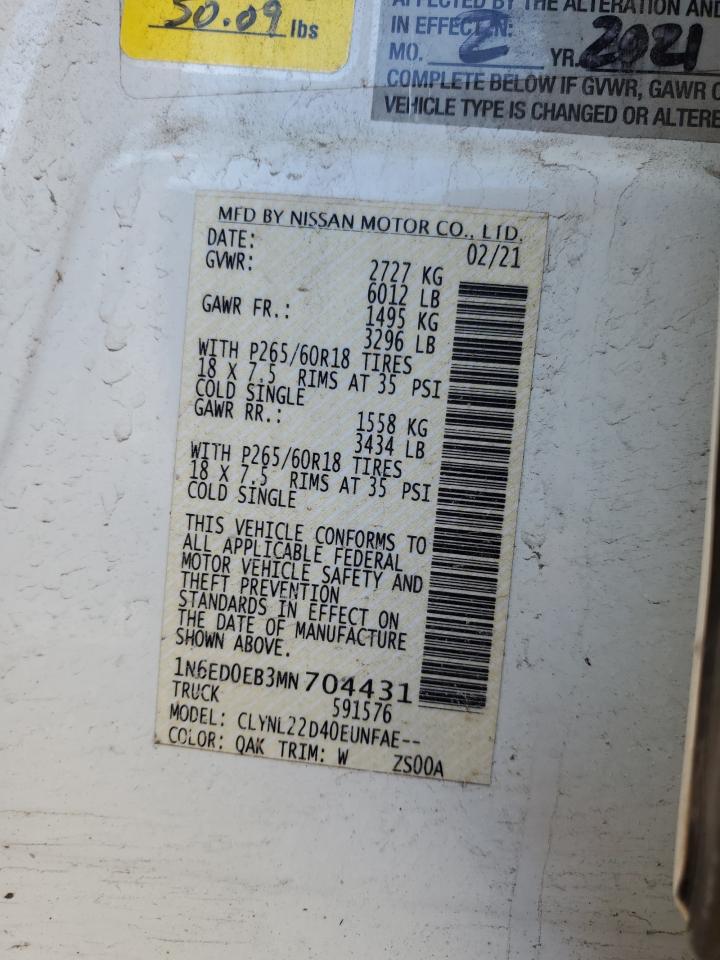 50.09 lbs
AFFECTED BY THE ALTERATION AND
IN EFFECT IN:
MO. 2 YR. 2021
COMPLETE BELOW IF GVWR, GAWR O
VEHICLE TYPE IS CHANGED OR ALTERE
MFD BY NISSAN MOTOR CO., LTD.
DATE: 02/21
GVWR: 2727 KG
6012 LB
GAWR FR.: 1495 KG
3296 LB
WITH P265/60R18 TIRES
18 X 7.5 RIMS AT 35 PSI
COLD SINGLE
GAWR RR.: 1558 KG
3434 LB
WITH P265/60R18 TIRES
18 X 7.5 RIMS AT 35 PSI
COLD SINGLE
THIS VEHICLE CONFORMS TO
ALL APPLICABLE FEDERAL
MOTOR VEHICLE SAFETY AND
THEFT PREVENTION
STANDARDS IN EFFECT ON
THE DATE OF MANUFACTURE
SHOWN ABOVE.
1N6ED0EB3MN704431
TRUCK 591576
MODEL: CLYNL22D40EUNFAE--
COLOR: QAK TRIM: W ZS00A